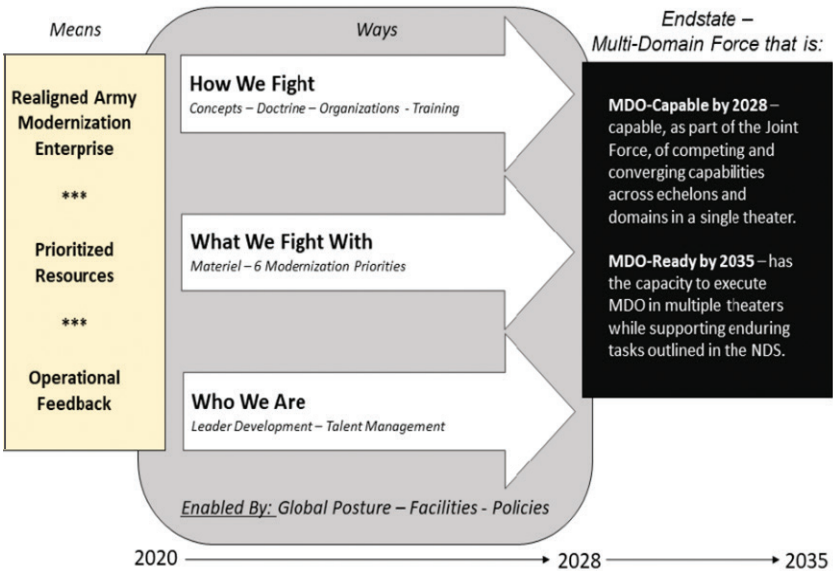 Means
Ways
Endstate –
Multi-Domain Force that is:
Realigned Army
Modernization
Enterprise
***
Prioritized
Resources
***
Operational
Feedback
How We Fight
Concepts – Doctrine – Organizations - Training
What We Fight With
Materiel – 6 Modernization Priorities
Who We Are
Leader Development – Talent Management
Enabled By: Global Posture – Facilities - Policies
MDO-Capable by 2028 –
capable, as part of the Joint
Force, of competing and
converging capabilities
across echelons and
domains in a single theater.
MDO-Ready by 2035 – has
the capacity to execute
MDO in multiple theaters
while supporting enduring
tasks outlined in the NDS.
2020
2028
2035